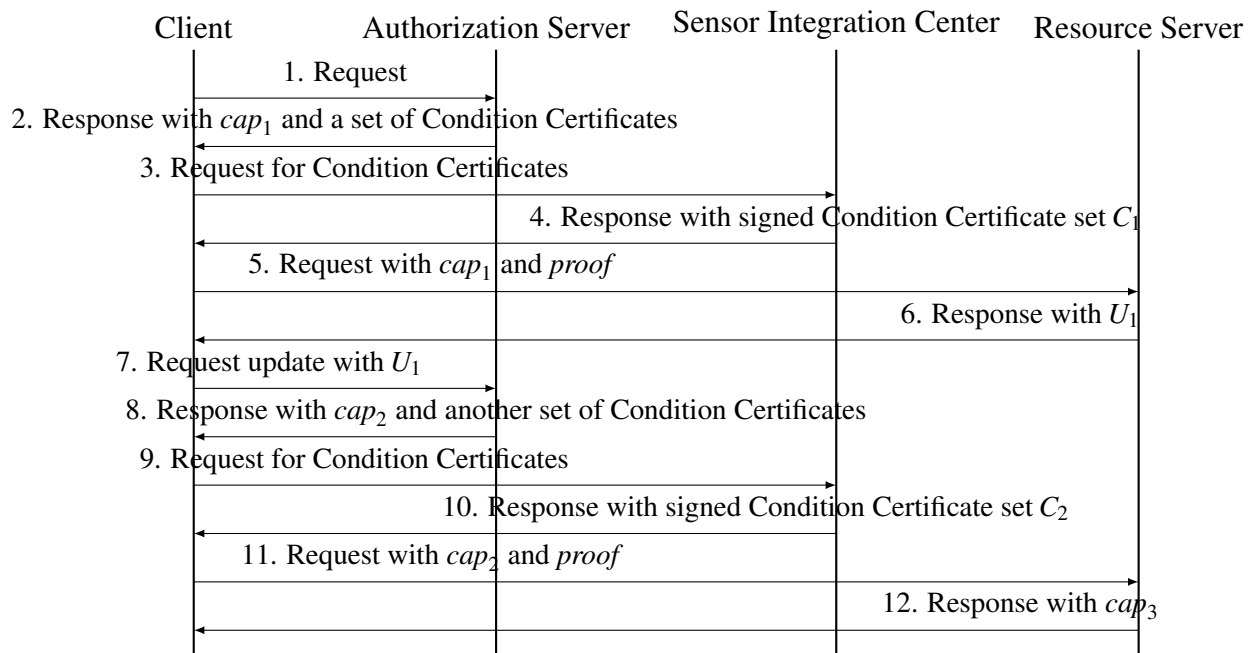 Client Authorization Server Sensor Integration Center Resource Server
1. Request
2. Response with cap₁ and a set of Condition Certificates
3. Request for Condition Certificates
4. Response with signed Condition Certificate set C₁
5. Request with cap₁ and proof
6. Response with U₁
7. Request update with U₁
8. Response with cap₂ and another set of Condition Certificates
9. Request for Condition Certificates
10. Response with signed Condition Certificate set C₂
11. Request with cap₂ and proof
12. Response with cap₃